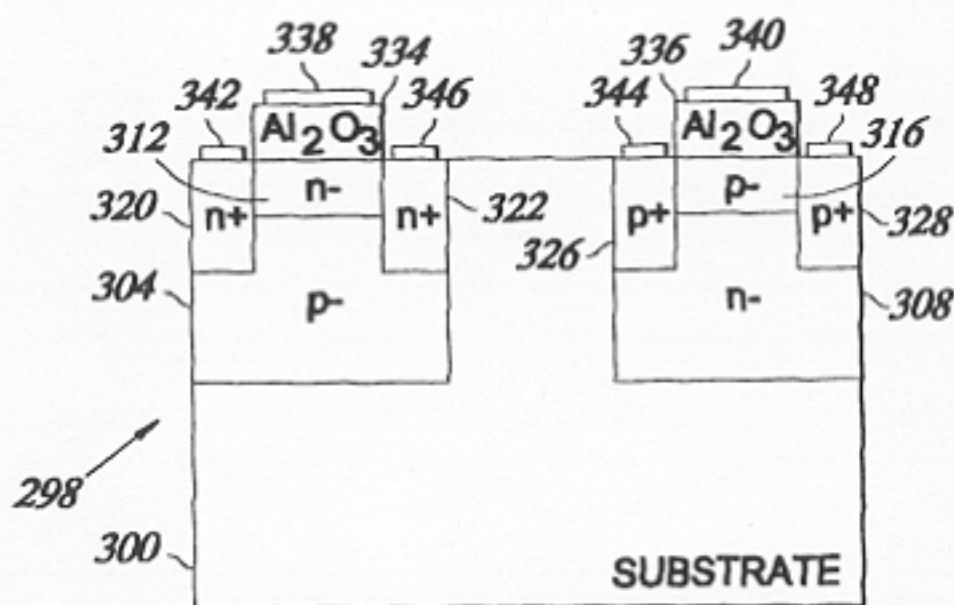 338 334 336 340
342 346 344 348
Al2O3 Al2O3
312 316
n- p-
320 n+ n+ 322 p+ p+ 328
326
304 p- n- 308
298
300
SUBSTRATE